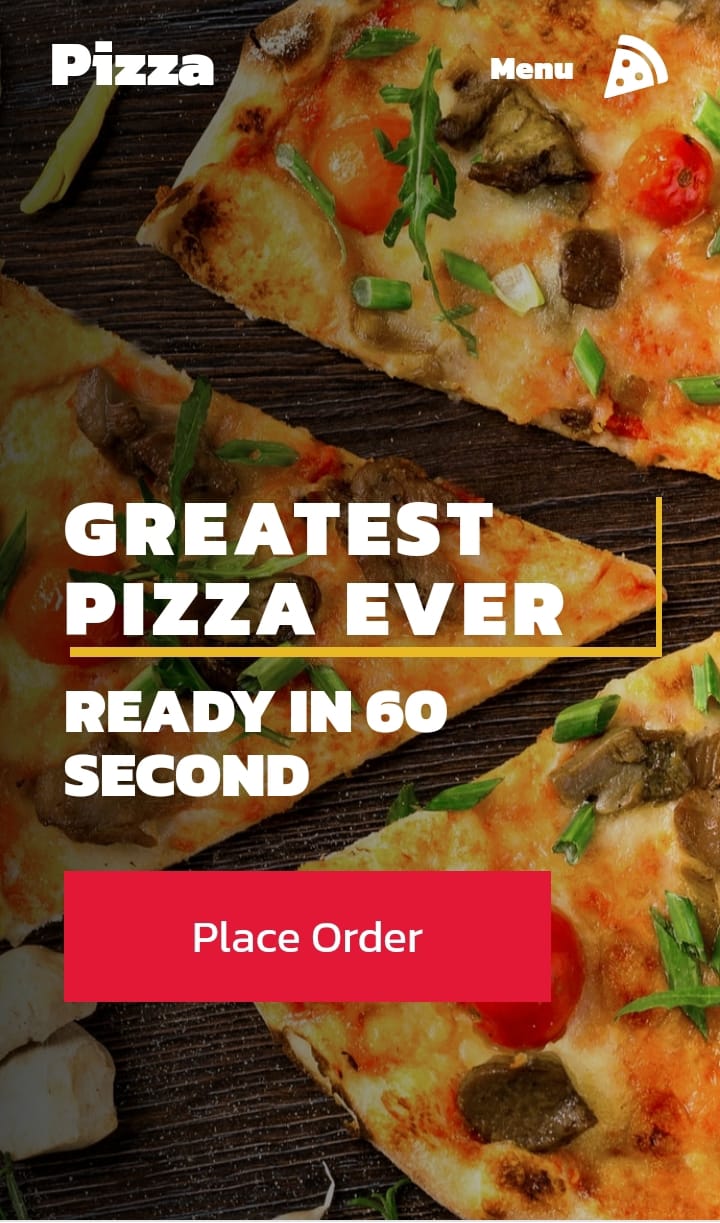 Pizza
Menu
GREATEST
PIZZA EVER
READY IN 60
SECOND
Place Order